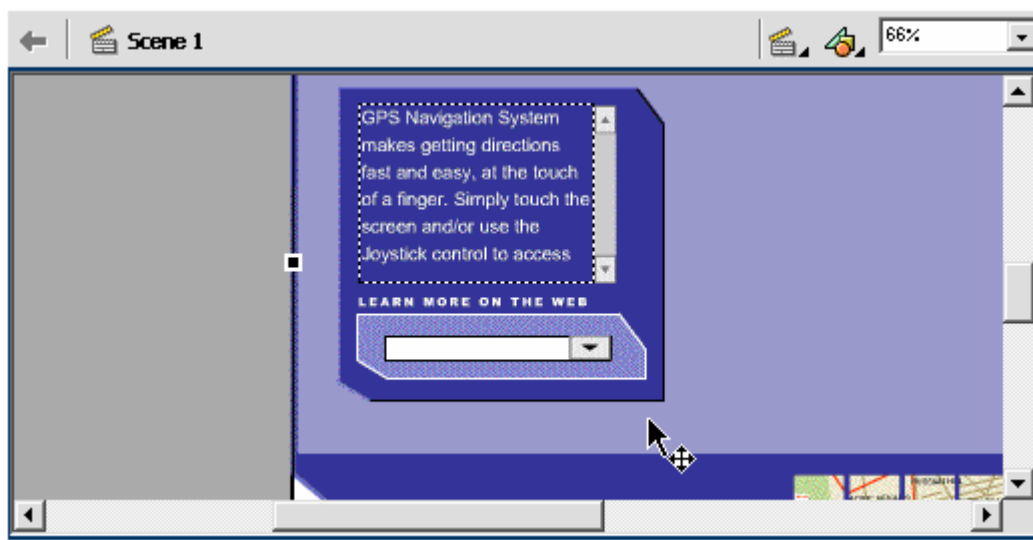 Scene 1
66%
GPS Navigation System
makes getting directions
fast and easy, at the touch
of a finger. Simply touch the
screen and/or use the
Joystick control to access
LEARN MORE ON THE WEB